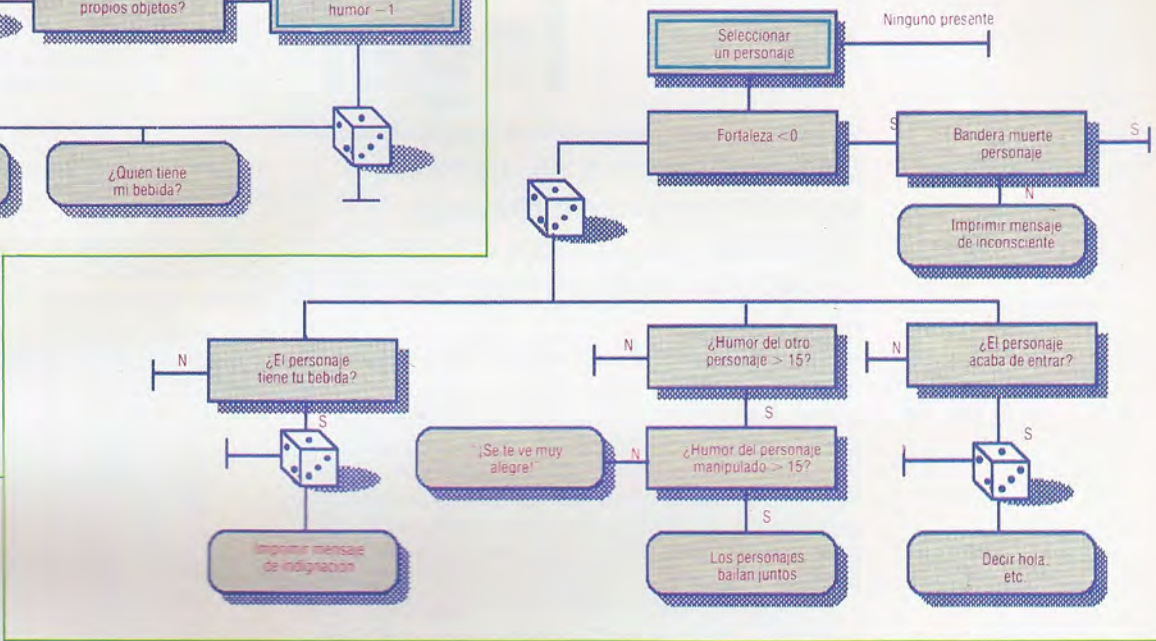 propios objetos?
humor – 1
¿Quién tiene
mi bebida?
Seleccionar
un personaje
Ninguno presente
Fortaleza < 0
S
Bandera muerte
personaje
S
N
Imprimir mensaje
de inconsciente
N
¿El personaje
tiene tu bebida?
S
Imprimir mensaje
de indignación
N
¿Humor del otro
personaje > 15?
S
¡Se te ve muy
alegre!
N
¿Humor del personaje
manipulado > 15?
S
Los personajes
bailan juntos
N
¿El personaje
acaba de entrar?
S
Decir hola,
etc.